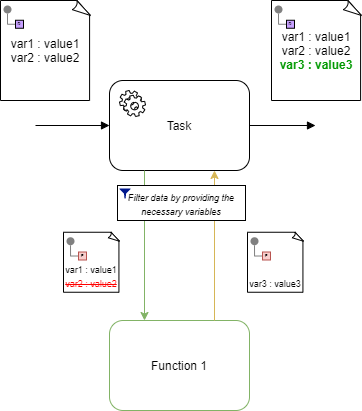 var1 : value1
var2 : value2
var1 : value1
var2 : value2
var3 : value3
Task
Filter data by providing the
necessary variables
var1 : value1
var2 : value2
var3 : value3
Function 1